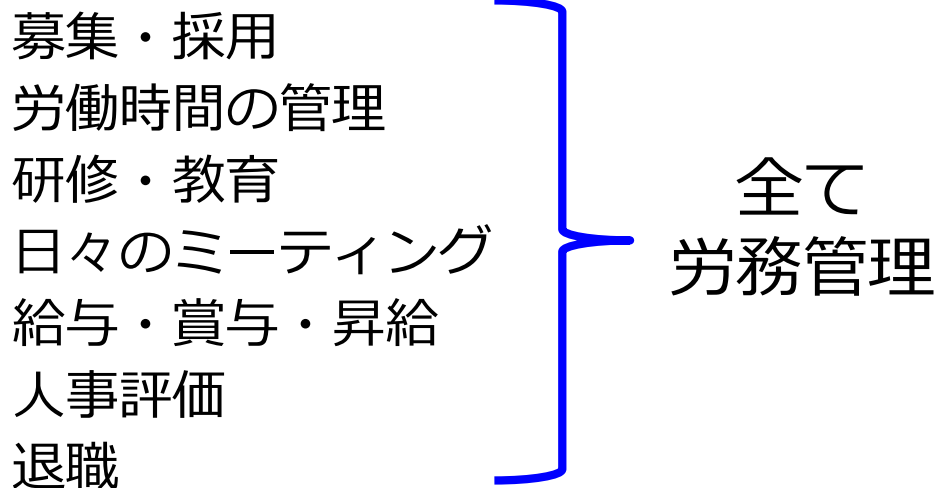 募集・採用
労働時間の管理
研修・教育
日々のミーティング
給与・賞与・昇給
人事評価
退職
全て
労務管理